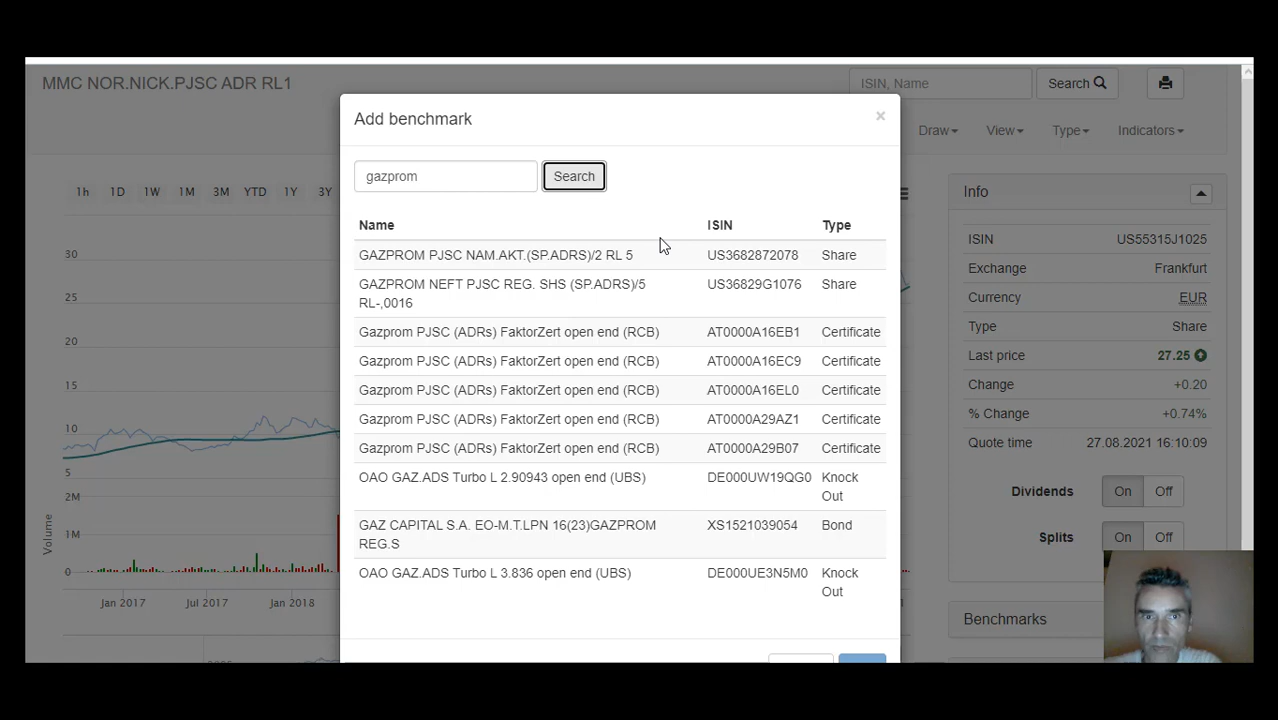 MMC NOR.NICK.PJSC ADR RL1
ISIN, Name
Search
Add benchmark
×
Draw
View
Type
Indicators
gazprom
Search
1h 1D 1W 1M 3M YTD 1Y 3Y
Info
Name ISIN Type
GAZPROM PJSC NAM.AKT.(SP.ADRS)/2 RL 5 US3682872078 Share
GAZPROM NEFT PJSC REG. SHS (SP.ADRS)/5 US36829G1076 Share
RL-,0016
Gazprom PJSC (ADRs) FaktorZert open end (RCB) AT0000A16EB1 Certificate
Gazprom PJSC (ADRs) FaktorZert open end (RCB) AT0000A16EC9 Certificate
Gazprom PJSC (ADRs) FaktorZert open end (RCB) AT0000A16EL0 Certificate
Gazprom PJSC (ADRs) FaktorZert open end (RCB) AT0000A29AZ1 Certificate
Gazprom PJSC (ADRs) FaktorZert open end (RCB) AT0000A29B07 Certificate
OAO GAZ.ADS Turbo L 2.90943 open end (UBS) DE000UW19QG0 Knock
Out
GAZ CAPITAL S.A. EO-M.T.LPN 16(23)GAZPROM XS1521039054 Bond
REG.S
OAO GAZ.ADS Turbo L 3.836 open end (UBS) DE000UE3N5M0 Knock
Out
ISIN US55315J1025
Exchange Frankfurt
Currency EUR
Type Share
Last price 27.25
Change +0.20
% Change +0.74%
Quote time 27.08.2021 16:10:09
Dividends On Off
Splits On Off
Benchmarks
30
25
20
15
10
5
2M
1M
0
Volume
Jan 2017 Jul 2017 Jan 2018